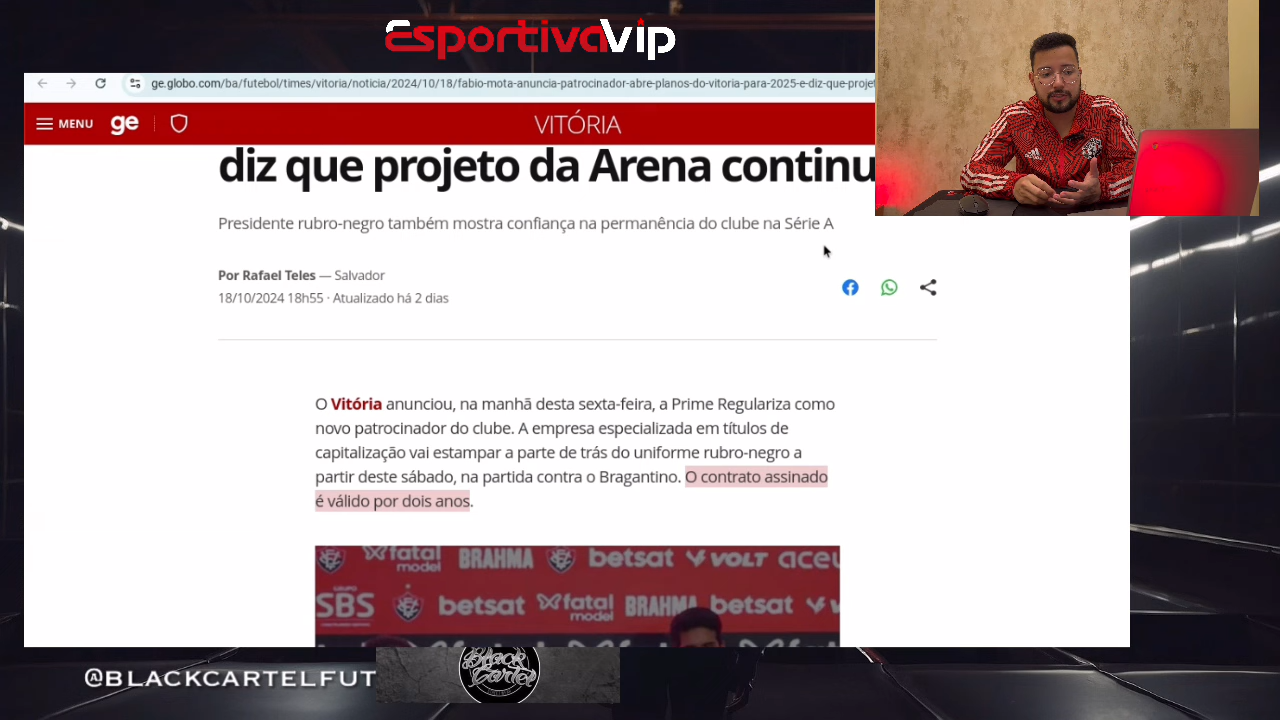 EsportivaVip
ge.globo.com/ba/futebol/times/vitoria/noticia/2024/10/18/fabio-mota-anuncia-patrocinador-abre-planos-do-vitoria-para-2025-e-diz-que-projet
MENU ge VITÓRIA
diz que projeto da Arena continu
Presidente rubro-negro também mostra confiança na permanência do clube na Série A
Por Rafael Teles — Salvador
18/10/2024 18h55 · Atualizado há 2 dias
O Vitória anunciou, na manhã desta sexta-feira, a Prime Regulariza como
novo patrocinador do clube. A empresa especializada em títulos de
capitalização vai estampar a parte de trás do uniforme rubro-negro a
partir deste sábado, na partida contra o Bragantino. O contrato assinado
é válido por dois anos.
fatal model BRAHMA betsat VOLT aceu
GRUPO SBS betsat fatal model BRAHMA betsat
@BLACKCARTELFUT Black Cartel